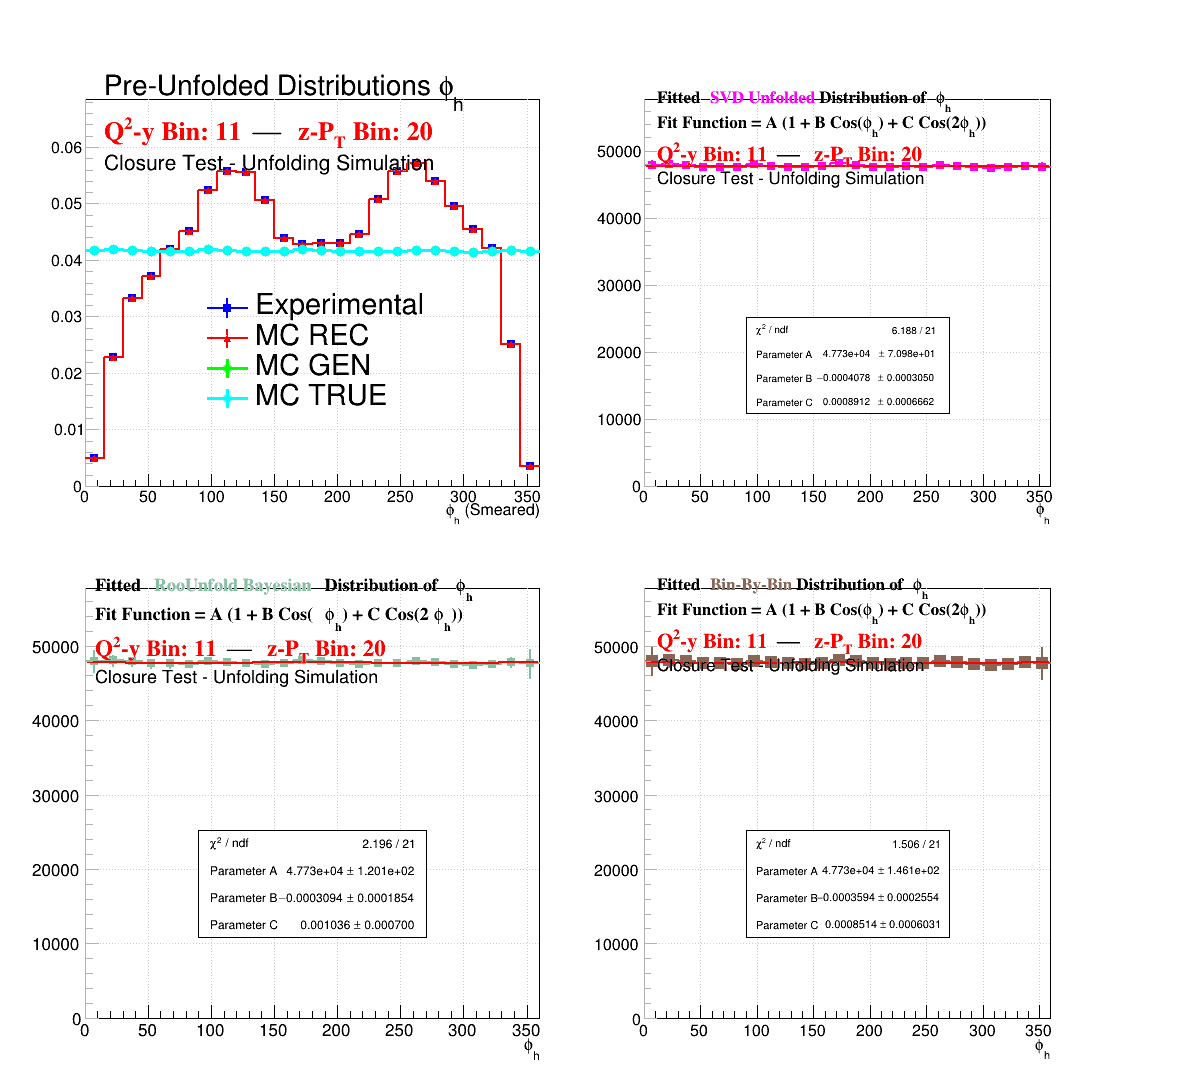 Pre-Unfolded Distributions ϕh
Q²-y Bin: 11 — z-PT Bin: 20
Closure Test - Unfolding Simulation
0.06
0.05
0.04
0.03
0.02
0.01
0
Experimental
MC REC
MC GEN
MC TRUE
0 50 100 150 200 250 300 350
ϕh (Smeared)
Fitted SVD Unfolded Distribution of ϕh
Fit Function = A (1 + B Cos(ϕh) + C Cos(2ϕh))
Q²-y Bin: 11 — z-PT Bin: 20
Closure Test - Unfolding Simulation
50000
40000
30000
20000
10000
0
χ² / ndf 6.188 / 21
Parameter A 4.773e+04 ± 7.098e+01
Parameter B −0.0004078 ± 0.0003050
Parameter C 0.0008912 ± 0.0006662
0 50 100 150 200 250 300 350
ϕh
Fitted RooUnfold Bayesian Distribution of ϕh
Fit Function = A (1 + B Cos( ϕh) + C Cos(2 ϕh))
Q²-y Bin: 11 — z-PT Bin: 20
Closure Test - Unfolding Simulation
50000
40000
30000
20000
10000
0
χ² / ndf 2.196 / 21
Parameter A 4.773e+04 ± 1.201e+02
Parameter B −0.0003094 ± 0.0001854
Parameter C 0.001036 ± 0.000700
0 50 100 150 200 250 300 350
ϕh
Fitted Bin-By-Bin Distribution of ϕh
Fit Function = A (1 + B Cos(ϕh) + C Cos(2ϕh))
Q²-y Bin: 11 — z-PT Bin: 20
Closure Test - Unfolding Simulation
50000
40000
30000
20000
10000
0
χ² / ndf 1.506 / 21
Parameter A 4.773e+04 ± 1.461e+02
Parameter B −0.0003594 ± 0.0002554
Parameter C 0.0008514 ± 0.0006031
0 50 100 150 200 250 300 350
ϕh